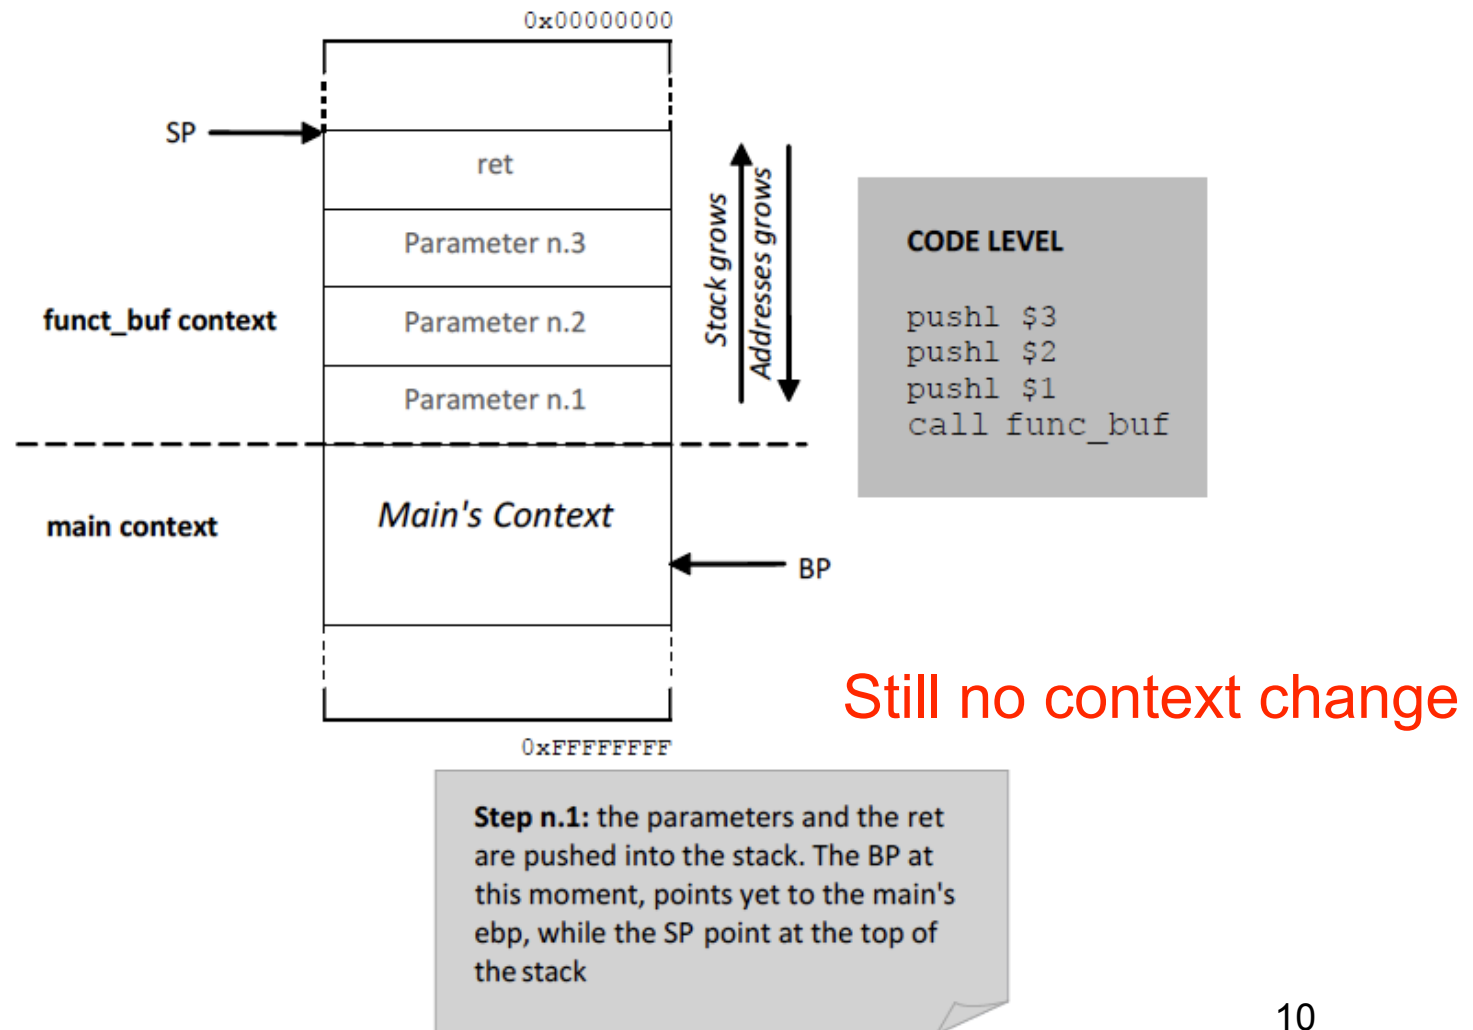 0x00000000
SP
ret
Parameter n.3
Parameter n.2
Parameter n.1
funct_buf context
Stack grows
Addresses grows
CODE LEVEL
pushl $3
pushl $2
pushl $1
call func_buf
main context
Main's Context
BP
Still no context change
0xFFFFFFFF
Step n.1: the parameters and the ret
are pushed into the stack. The BP at
this moment, points yet to the main's
ebp, while the SP point at the top of
the stack
10